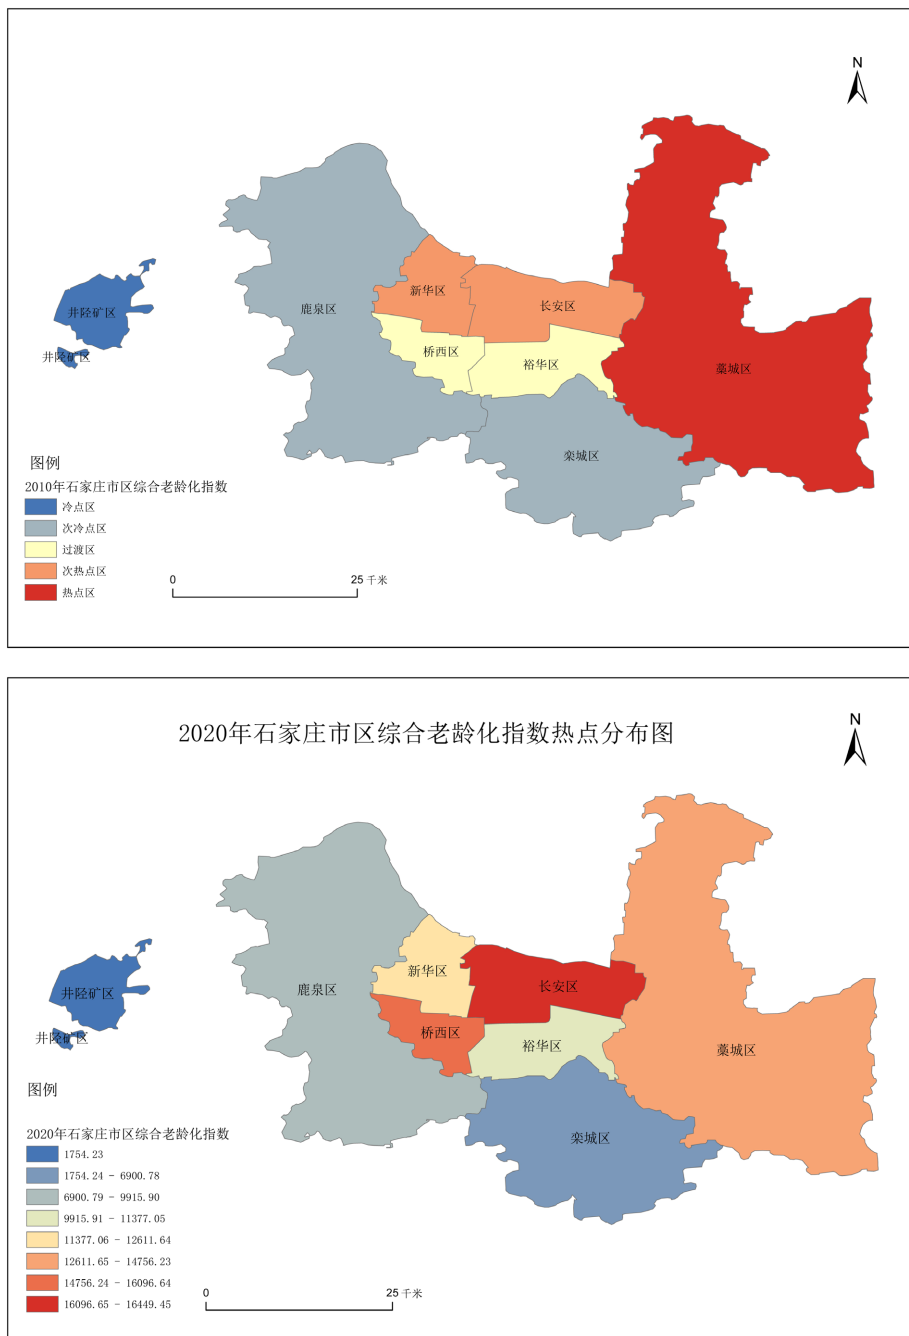 N
新华区
长安区
鹿泉区
井陉矿区
桥西区
井陉矿区
裕华区
藁城区
栾城区
图例
2010年石家庄市区综合老龄化指数
冷点区
次冷点区
过渡区
次热点区
热点区
0
25 千米
2020年石家庄市区综合老龄化指数热点分布图
N
新华区
长安区
鹿泉区
井陉矿区
桥西区
井陉矿区
裕华区
藁城区
栾城区
图例
2020年石家庄市区综合老龄化指数
1754.23
1754.24 - 6900.78
6900.79 - 9915.90
9915.91 - 11377.05
11377.06 - 12611.64
12611.65 - 14756.23
14756.24 - 16096.64
16096.65 - 16449.45
0
25 千米